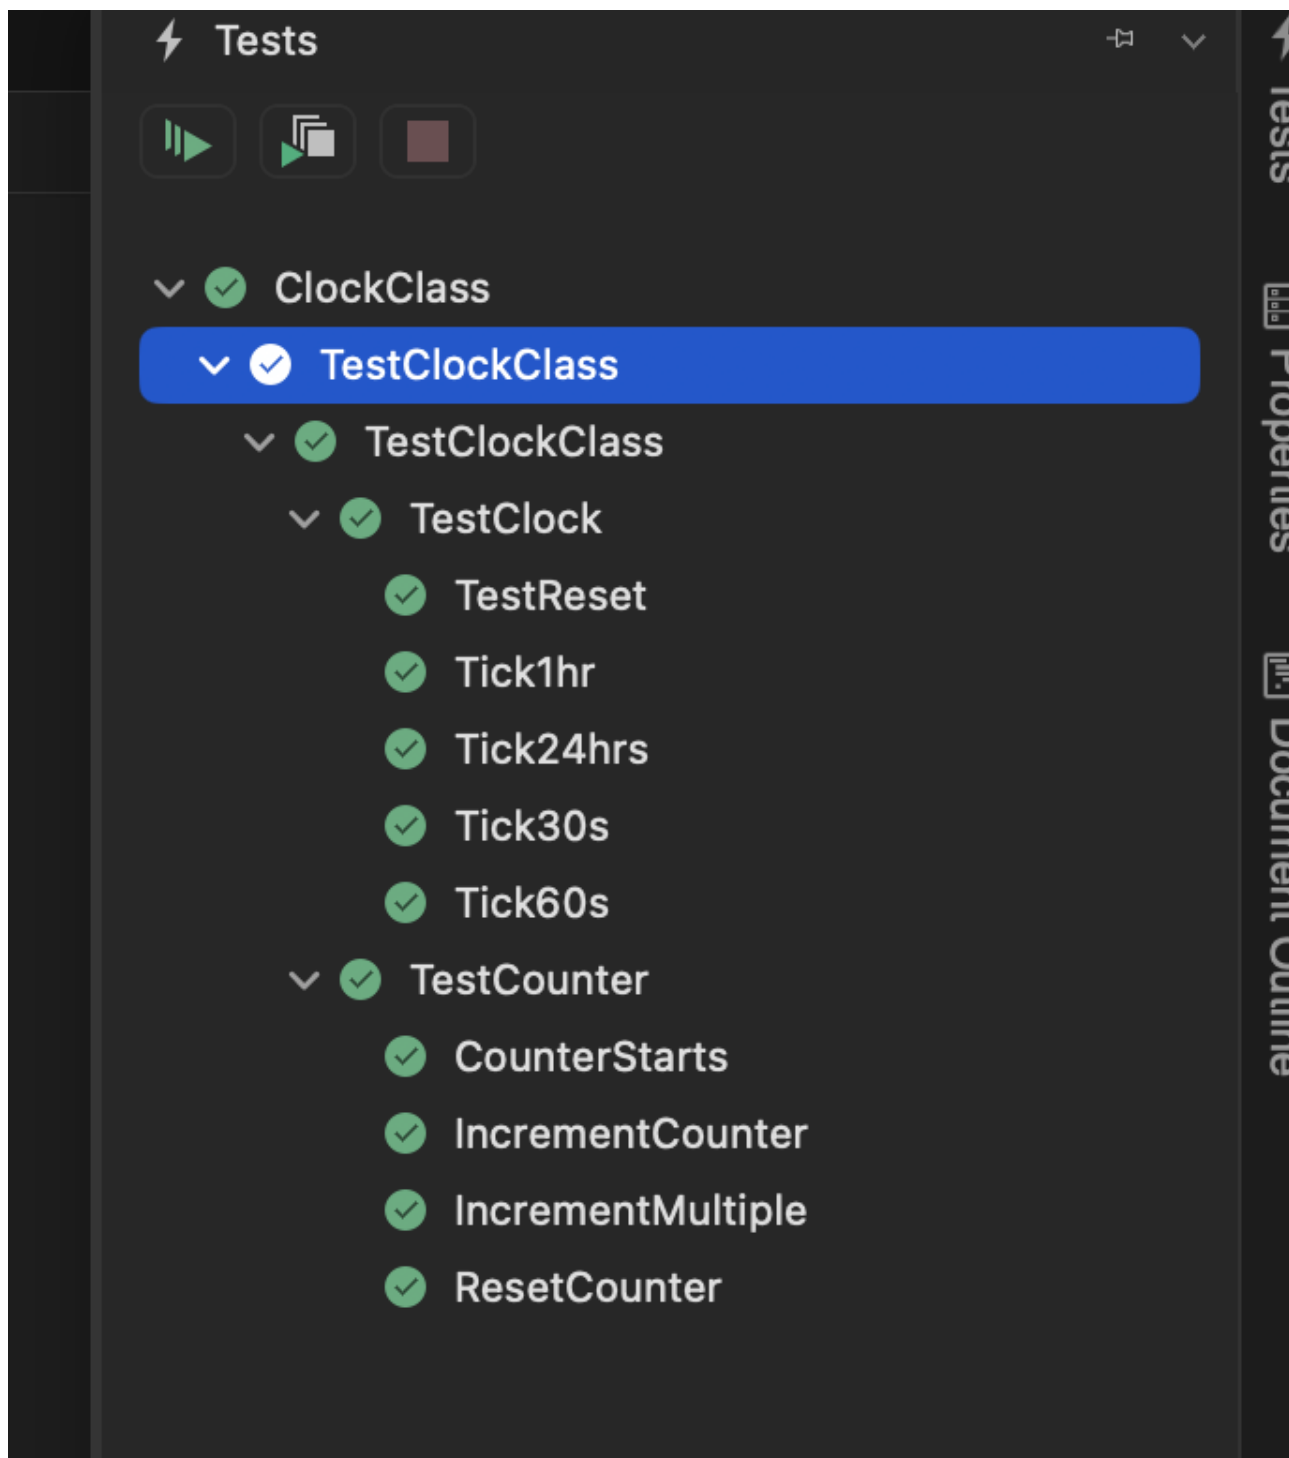 Tests
ClockClass
TestClockClass
TestClockClass
TestClock
TestReset
Tick1hr
Tick24hrs
Tick30s
Tick60s
TestCounter
CounterStarts
IncrementCounter
IncrementMultiple
ResetCounter
Tests
Properties
Document Outline